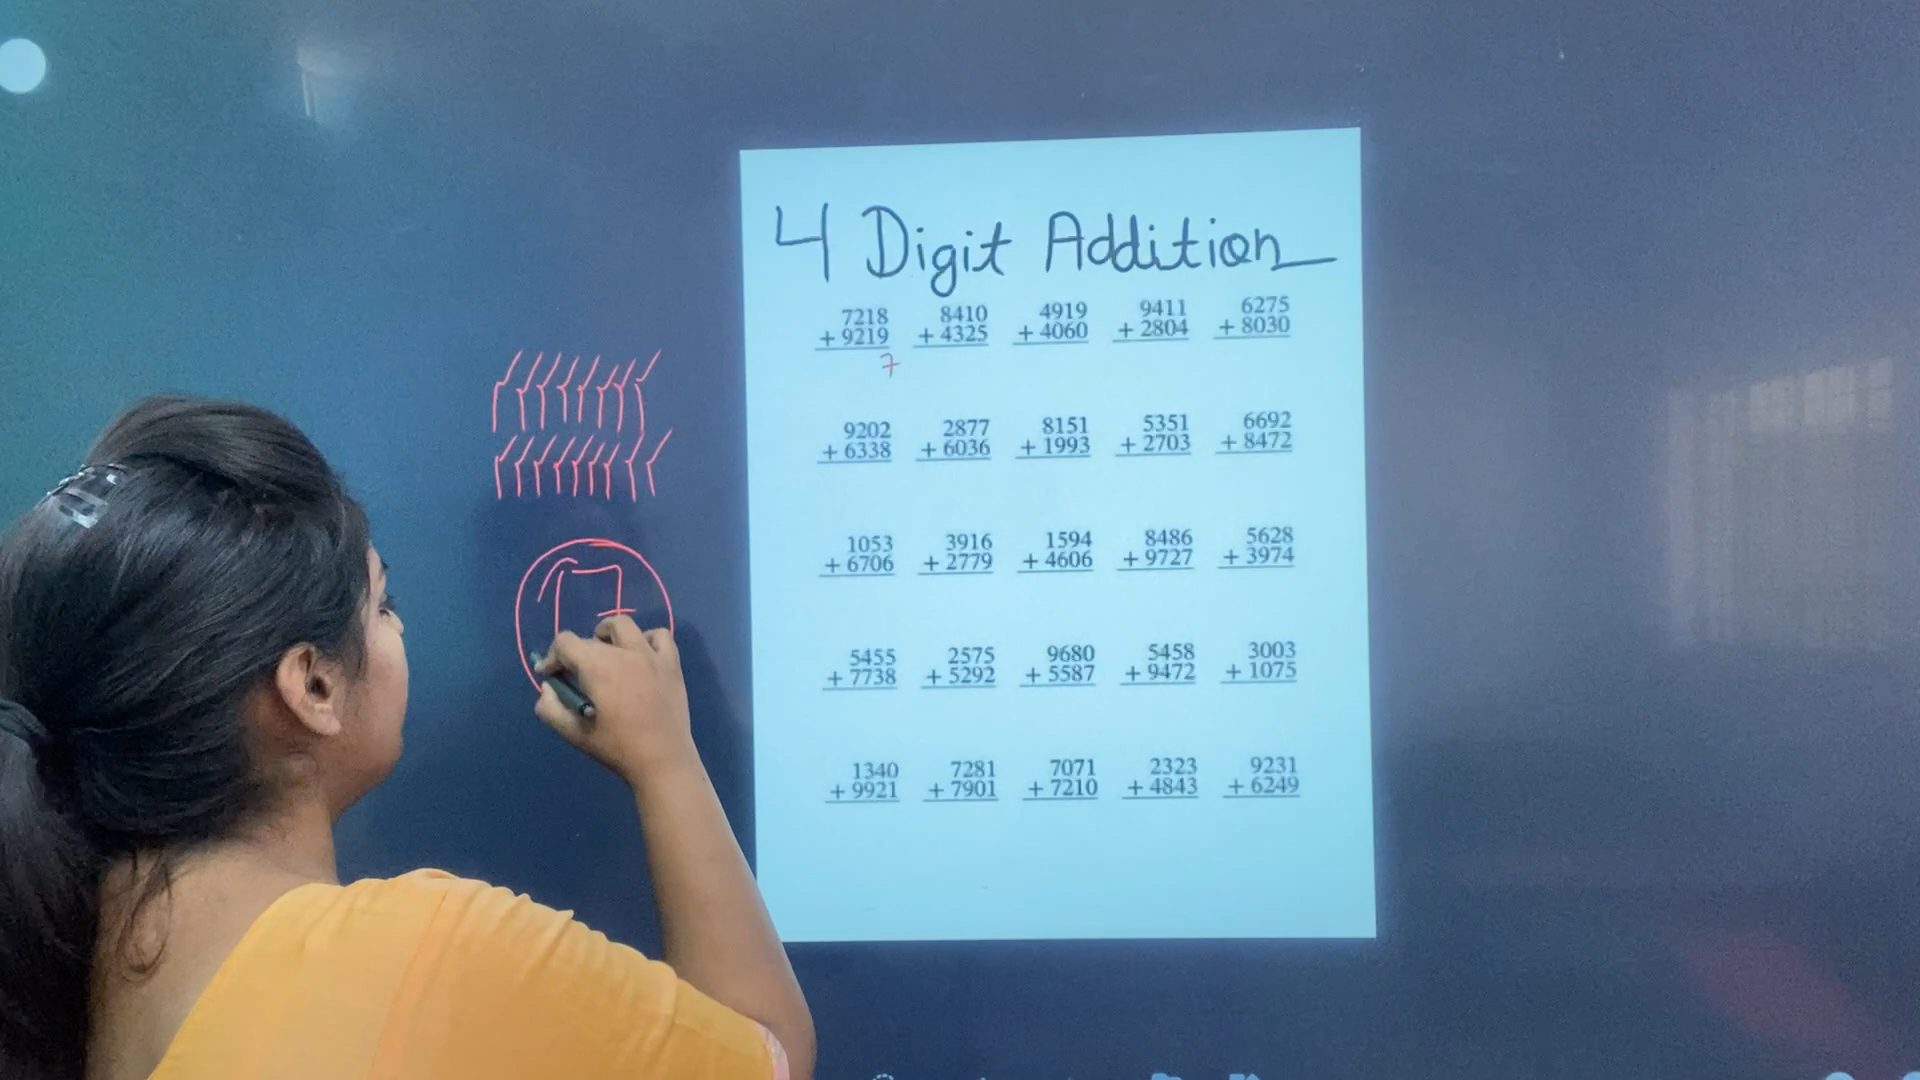 4 Digit Addition
7218 8410 4919 9411 6275
+ 9219 + 4325 + 4060 + 2804 + 8030
7
9202 2877 8151 5351 6692
+ 6338 + 6036 + 1993 + 2703 + 8472
17
1053 3916 1594 8486 5628
+ 6706 + 2779 + 4606 + 9727 + 3974
5455 2575 9680 5458 3003
+ 7738 + 5292 + 5587 + 9472 + 1075
1340 7281 7071 2323 9231
+ 9921 + 7901 + 7210 + 4843 + 6249